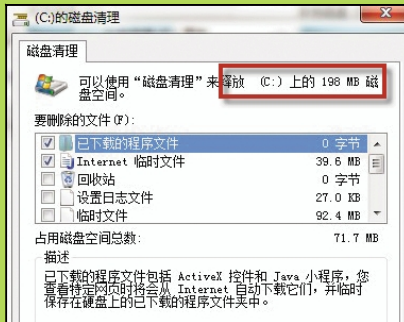 (C:)的磁盘清理
磁盘清理
可以使用“磁盘清理”来释放 (C:) 上的 198 MB 磁
盘空间。
要删除的文件(F):
已下载的程序文件 0 字节
Internet 临时文件 39.6 MB
回收站 0 字节
设置日志文件 27.0 KB
临时文件 92.4 MB
占用磁盘空间总数: 71.7 MB
描述
已下载的程序文件包括 ActiveX 控件和 Java 小程序，您
查看特定网页时将会从 Internet 自动下载它们，并临时
保存在硬盘上的已下载的程序文件夹中。